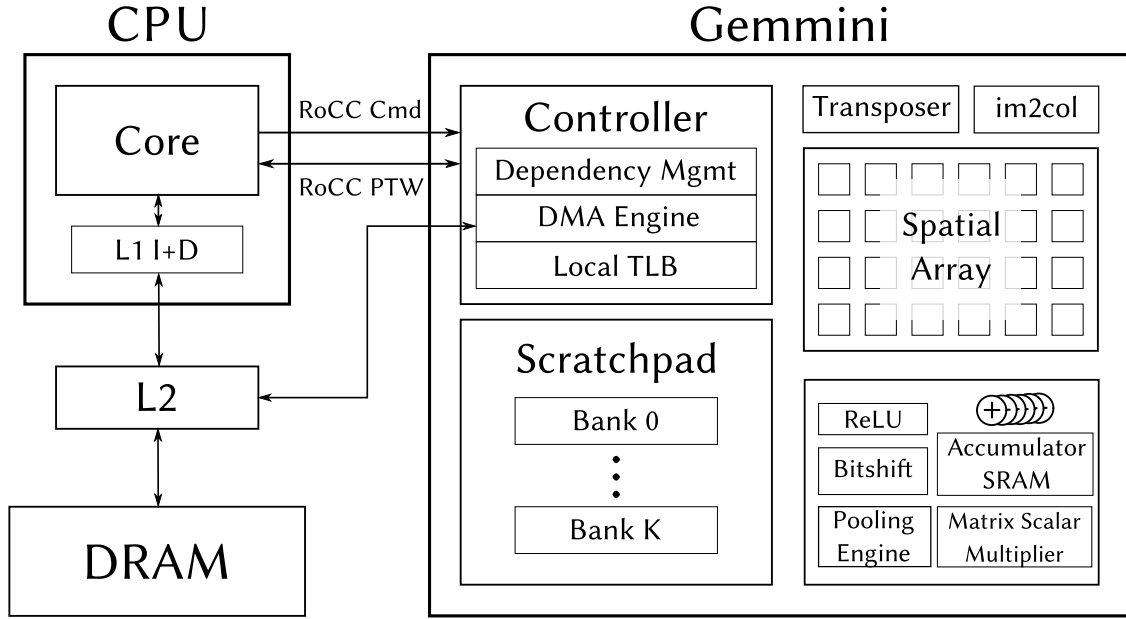 CPU
Core
L1 I+D
L2
DRAM
RoCC Cmd
RoCC PTW
Gemmini
Controller
Dependency Mgmt
DMA Engine
Local TLB
Scratchpad
Bank 0
Bank K
Transposer
im2col
Spatial
Array
ReLU
Bitshift
Pooling
Engine
+
Accumulator
SRAM
Matrix Scalar
Multiplier